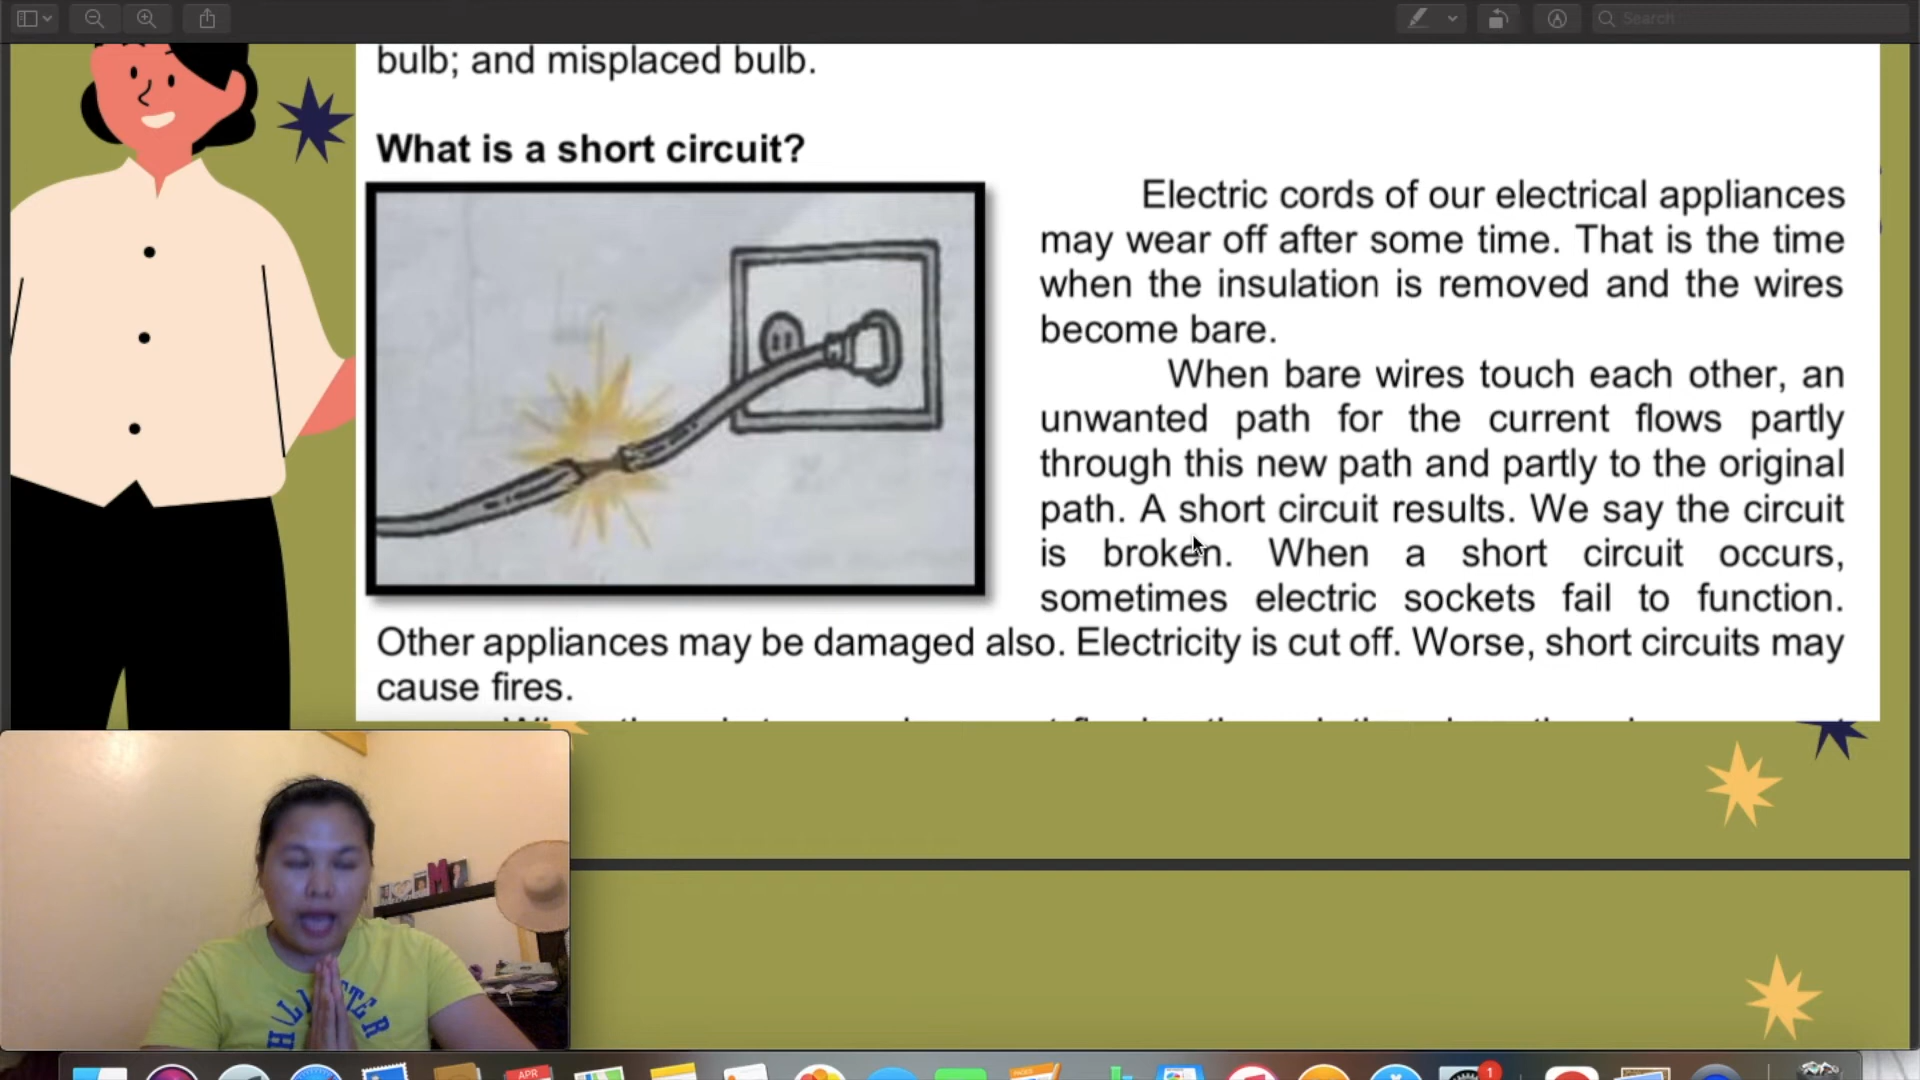 Search
bulb; and misplaced bulb.
What is a short circuit?
Electric cords of our electrical appliances
may wear off after some time. That is the time
when the insulation is removed and the wires
become bare.
When bare wires touch each other, an
unwanted path for the current flows partly
through this new path and partly to the original
path. A short circuit results. We say the circuit
is broken. When a short circuit occurs,
sometimes electric sockets fail to function.
Other appliances may be damaged also. Electricity is cut off. Worse, short circuits may
cause fires.
M
APR
PAGES
1